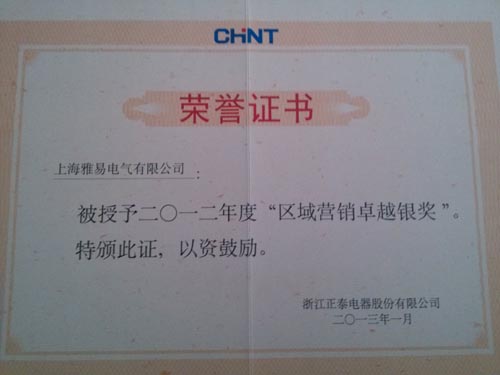 CHNT
荣誉证书
上海雅易电气有限公司：
被授予二〇一二年度“区域营销卓越银奖”。
特颁此证，以资鼓励。
浙江正泰电器股份有限公司
二〇一三年一月